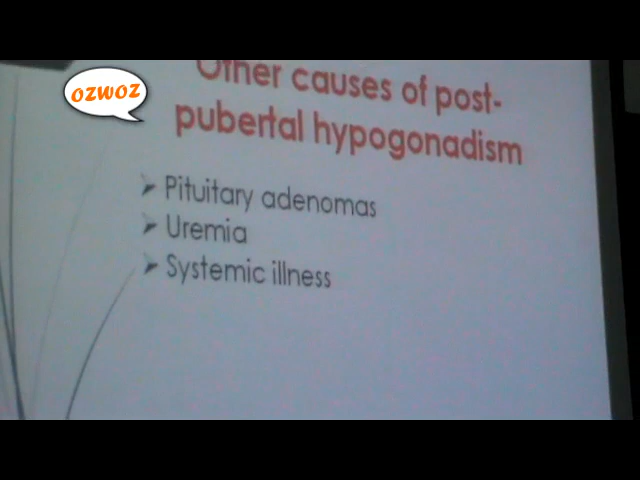 ozwoz
Other causes of post-
pubertal hypogonadism
➢ Pituitary adenomas
➢ Uremia
➢ Systemic illness